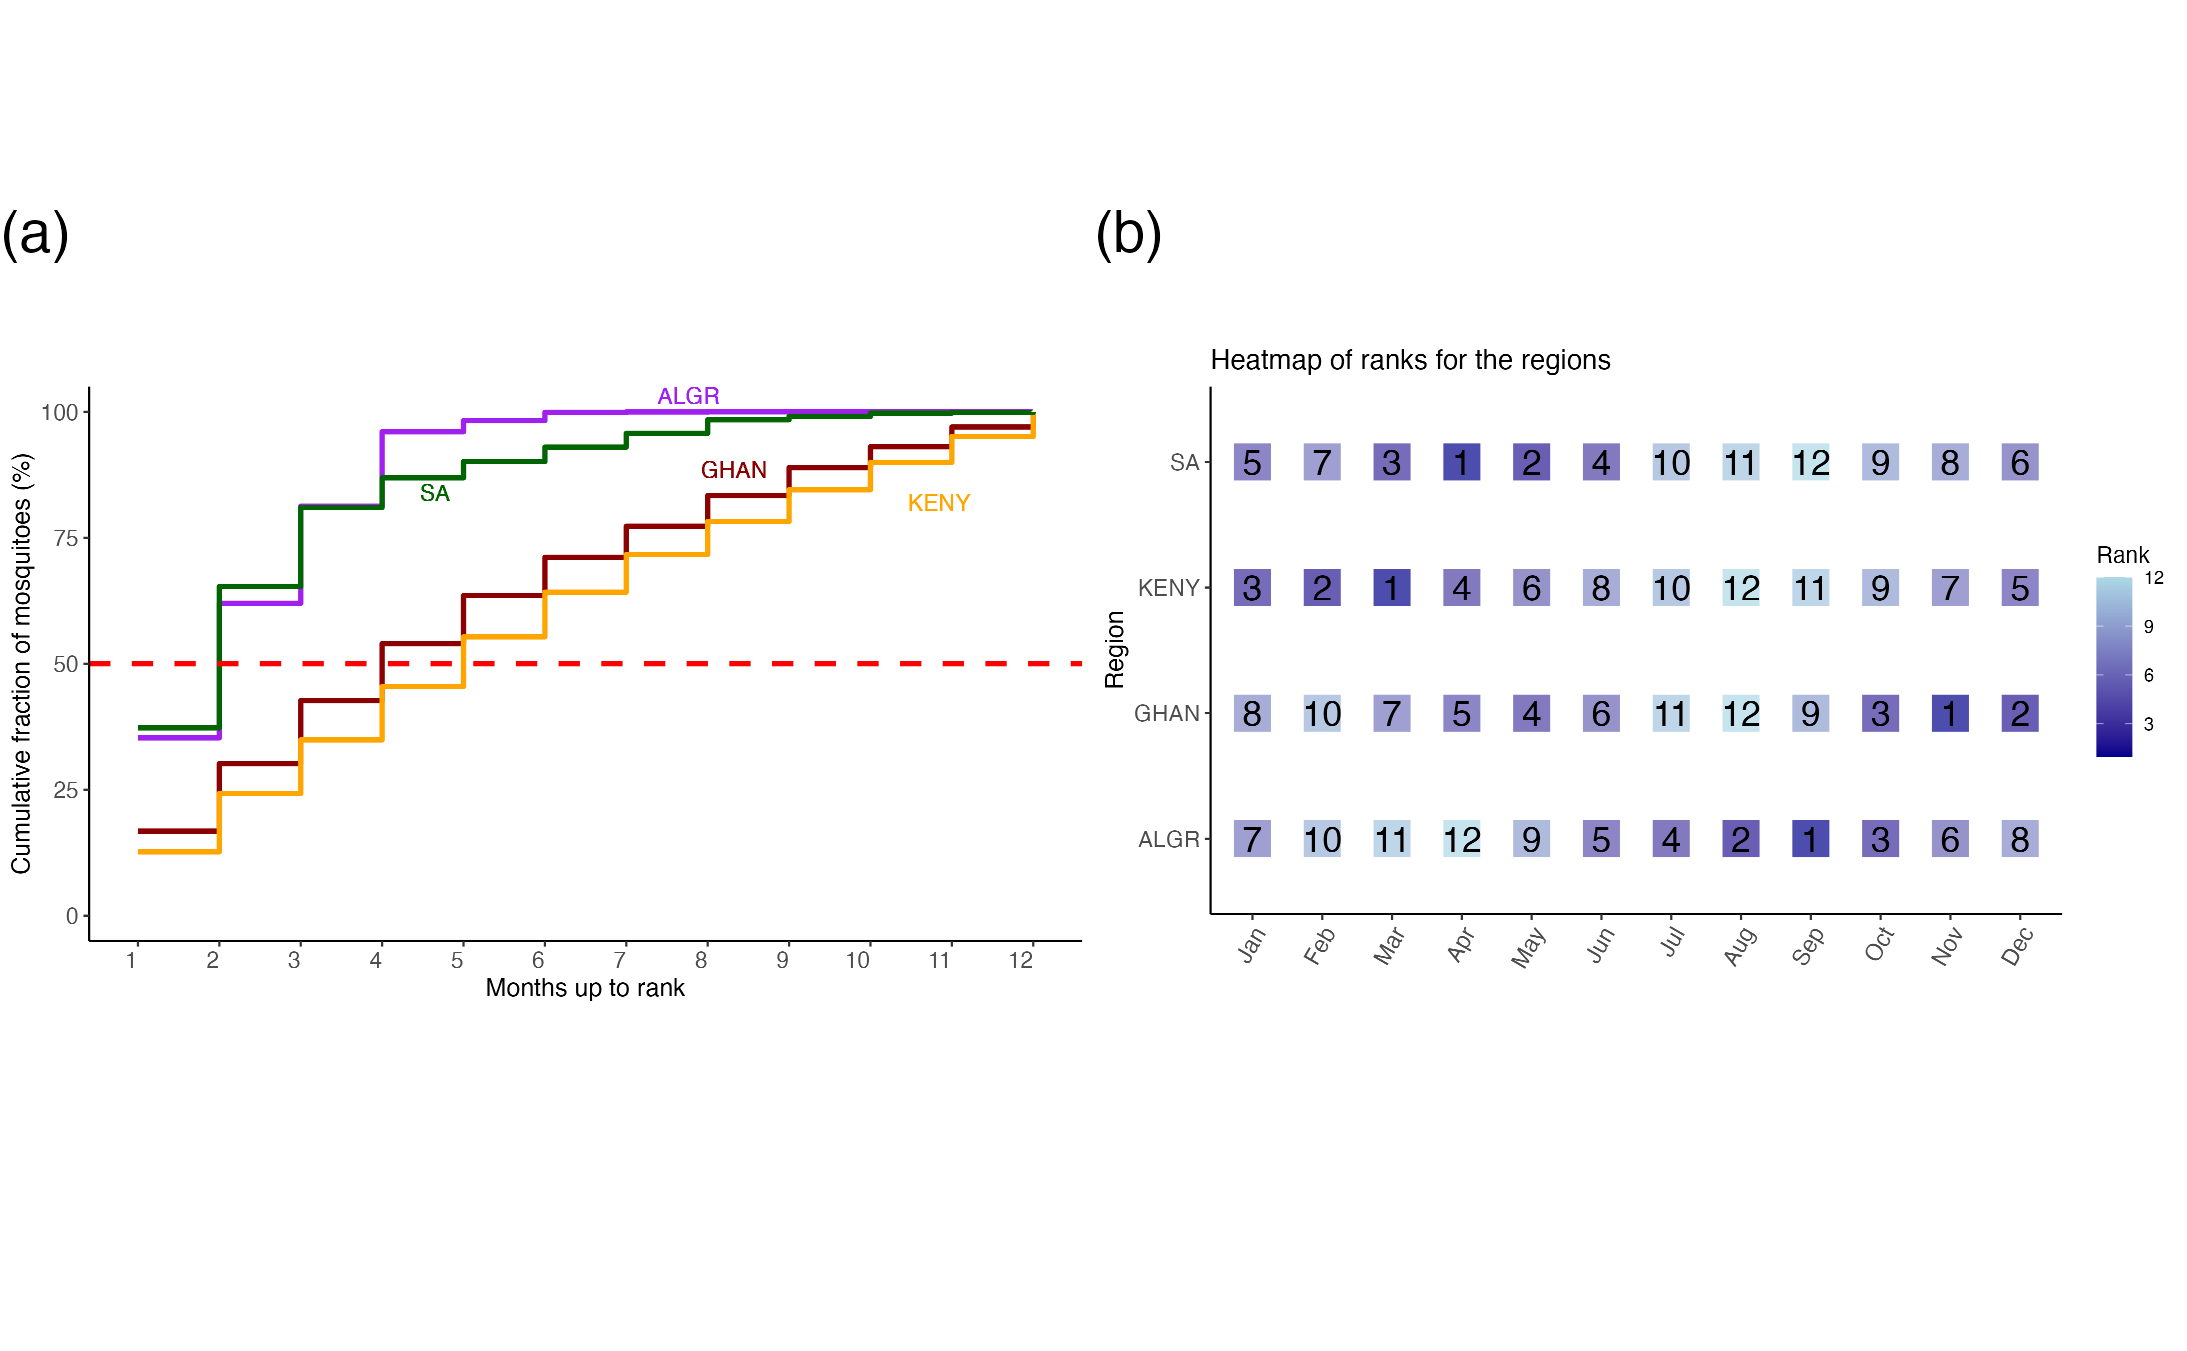 (a)
Cumulative fraction of mosquitoes (%)
100
75
50
25
0
ALGR
SA
GHAN
KENY
1 2 3 4 5 6 7 8 9 10 11 12
Months up to rank
(b)
Heatmap of ranks for the regions
Region
SA 5 7 3 1 2 4 10 11 12 9 8 6
KENY 3 2 1 4 6 8 10 12 11 9 7 5
GHAN 8 10 7 5 4 6 11 12 9 3 1 2
ALGR 7 10 11 12 9 5 4 2 1 3 6 8
Jan Feb Mar Apr May Jun Jul Aug Sep Oct Nov Dec
Rank
12
9
6
3